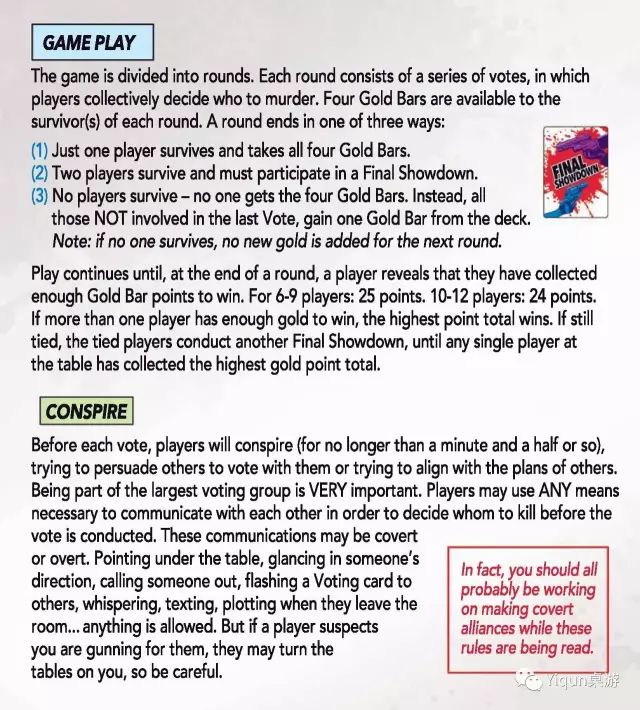 GAME PLAY
The game is divided into rounds. Each round consists of a series of votes, in which
players collectively decide who to murder. Four Gold Bars are available to the
survivor(s) of each round. A round ends in one of three ways:
(1) Just one player survives and takes all four Gold Bars.
(2) Two players survive and must participate in a Final Showdown.
(3) No players survive – no one gets the four Gold Bars. Instead, all
those NOT involved in the last Vote, gain one Gold Bar from the deck.
Note: if no one survives, no new gold is added for the next round.
FINAL
SHOWDOWN
Play continues until, at the end of a round, a player reveals that they have collected
enough Gold Bar points to win. For 6-9 players: 25 points. 10-12 players: 24 points.
If more than one player has enough gold to win, the highest point total wins. If still
tied, the tied players conduct another Final Showdown, until any single player at
the table has collected the highest gold point total.
CONSPIRE
Before each vote, players will conspire (for no longer than a minute and a half or so),
trying to persuade others to vote with them or trying to align with the plans of others.
Being part of the largest voting group is VERY important. Players may use ANY means
necessary to communicate with each other in order to decide whom to kill before the
vote is conducted. These communications may be covert
or overt. Pointing under the table, glancing in someone's
direction, calling someone out, flashing a Voting card to
others, whispering, texting, plotting when they leave the
room... anything is allowed. But if a player suspects
you are gunning for them, they may turn the
tables on you, so be careful.
In fact, you should all
probably be working
on making covert
alliances while these
rules are being read.
Yiqun桌游